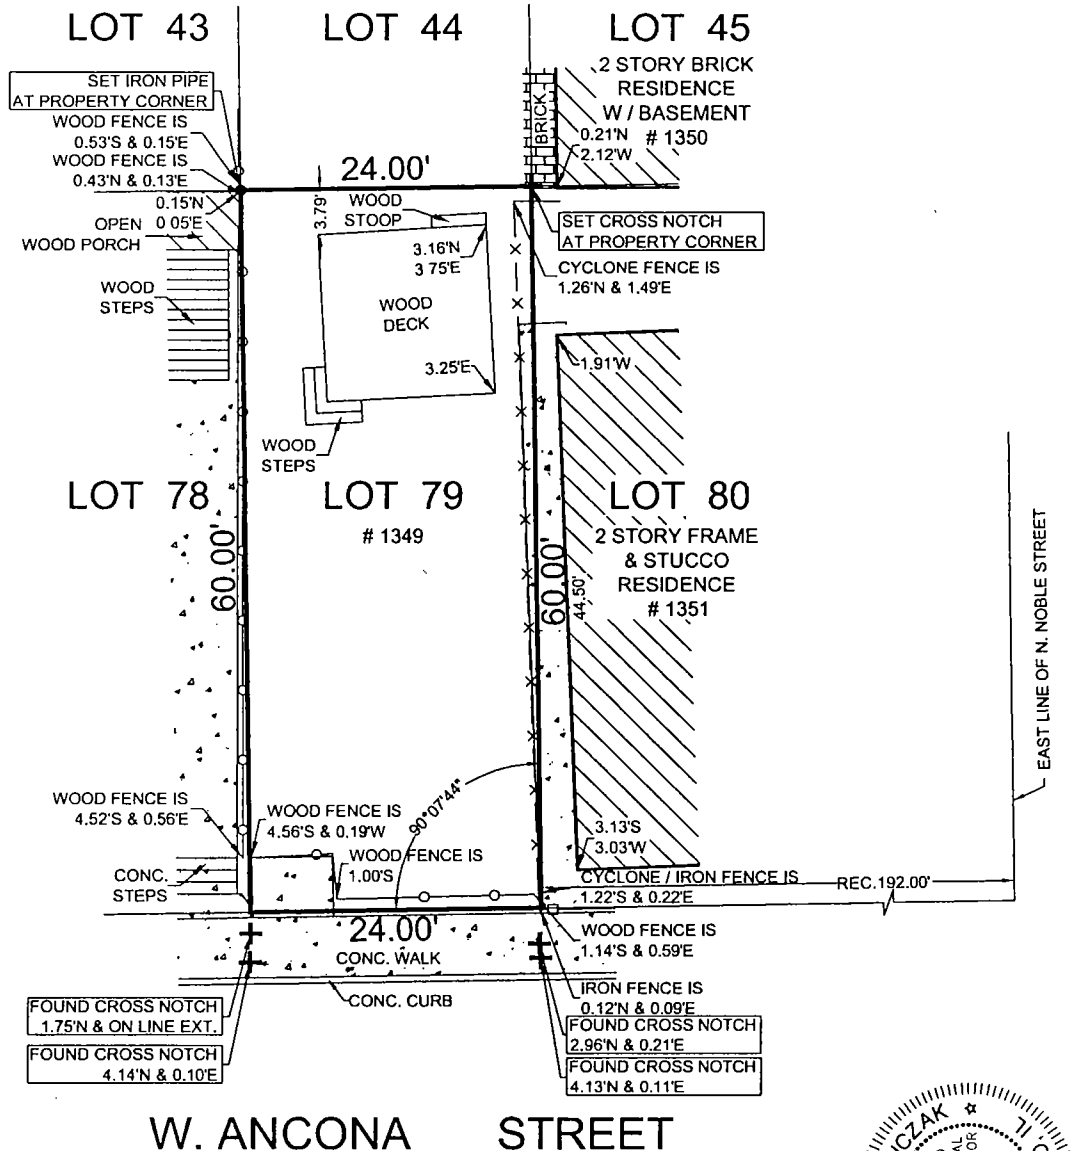 LOT 43
LOT 44
LOT 45
SET IRON PIPE
AT PROPERTY CORNER
WOOD FENCE IS
0.53'S & 0.15'E
WOOD FENCE IS
0.43'N & 0.13'E
0.15'N
0 05'E
OPEN
WOOD PORCH
WOOD
STEPS
24.00'
3.79'
WOOD
STOOP
3.16'N
3 75'E
WOOD
DECK
3.25'E
WOOD
STEPS
BRICK
2 STORY BRICK
RESIDENCE
W / BASEMENT
# 1350
0.21'N
2.12'W
SET CROSS NOTCH
AT PROPERTY CORNER
CYCLONE FENCE IS
1.26'N & 1.49'E
1.91'W
LOT 78
LOT 79
# 1349
LOT 80
2 STORY FRAME
& STUCCO
RESIDENCE
# 1351
60.00'
60.00'
44.50'
EAST LINE OF N. NOBLE STREET
90°07'44"
WOOD FENCE IS
4.52'S & 0.56'E
WOOD FENCE IS
4.56'S & 0.19'W
WOOD FENCE IS
1.00'S
3.13'S
3.03'W
CONC.
STEPS
CYCLONE / IRON FENCE IS
1.22'S & 0.22'E
REC.192.00'
24.00'
CONC. WALK
WOOD FENCE IS
1.14'S & 0.59'E
CONC. CURB
IRON FENCE IS
0.12'N & 0.09'E
FOUND CROSS NOTCH
1.75'N & ON LINE EXT.
FOUND CROSS NOTCH
4.14'N & 0.10'E
FOUND CROSS NOTCH
2.96'N & 0.21'E
FOUND CROSS NOTCH
4.13'N & 0.11'E
W. ANCONA STREET